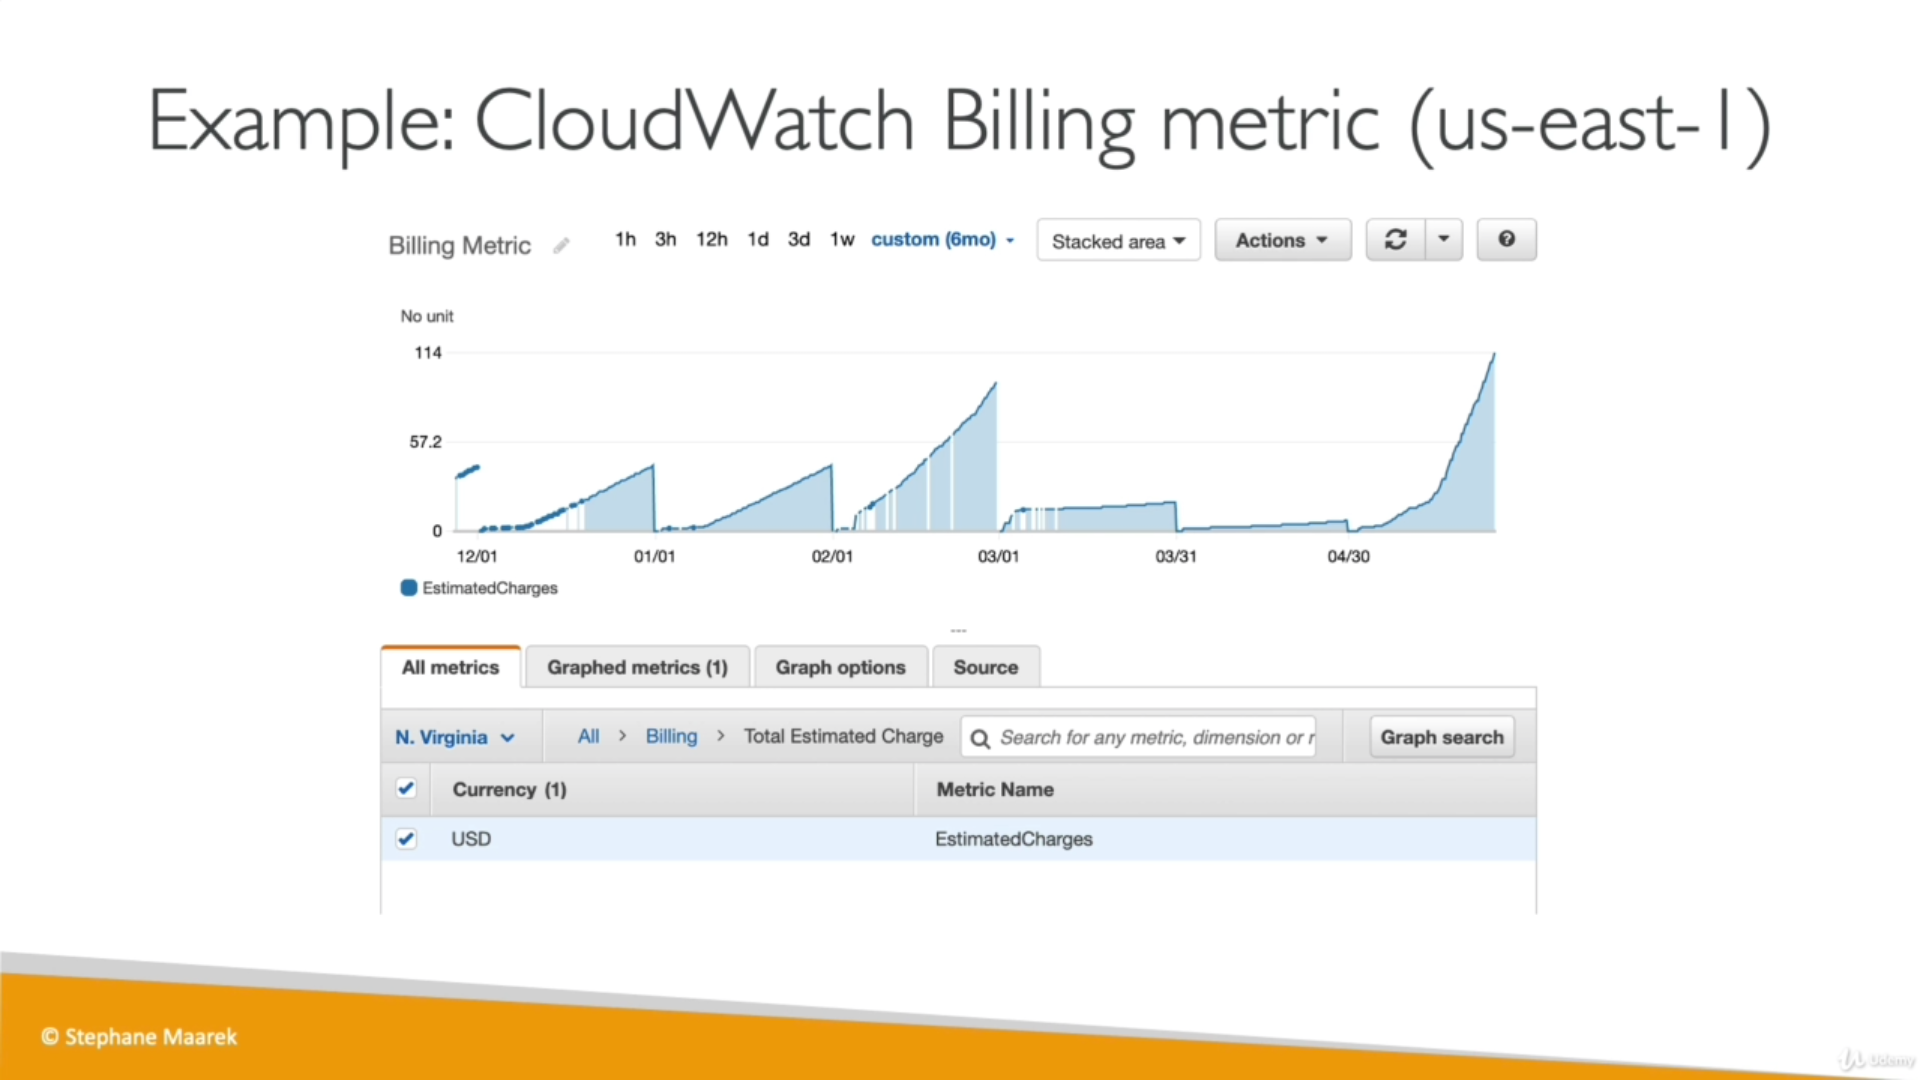 Example: CloudWatch Billing metric (us-east-1)
Billing Metric 1h 3h 12h 1d 3d 1w custom (6mo) Stacked area Actions
No unit
114
57.2
0
12/01 01/01 02/01 03/01 03/31 04/30
EstimatedCharges
All metrics Graphed metrics (1) Graph options Source
N. Virginia All > Billing > Total Estimated Charge Search for any metric, dimension or r Graph search
Currency (1) Metric Name
USD EstimatedCharges
© Stephane Maarek
Udemy